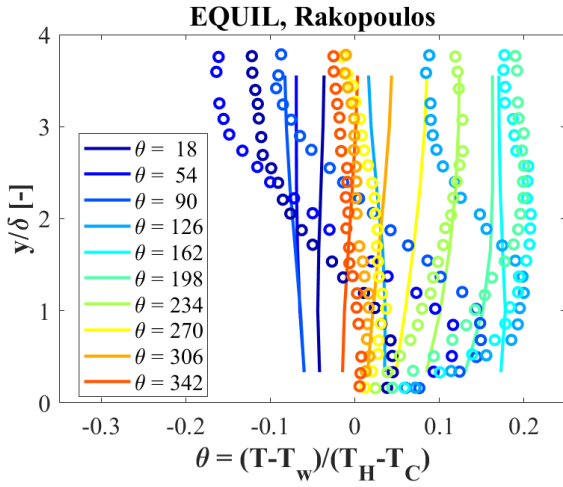 EQUIL, Rakopoulos
4
3
2
1
0
y/δ [-]
θ = 18
θ = 54
θ = 90
θ = 126
θ = 162
θ = 198
θ = 234
θ = 270
θ = 306
θ = 342
-0.3 -0.2 -0.1 0 0.1 0.2
θ = (T-T_w)/(T_H-T_C)